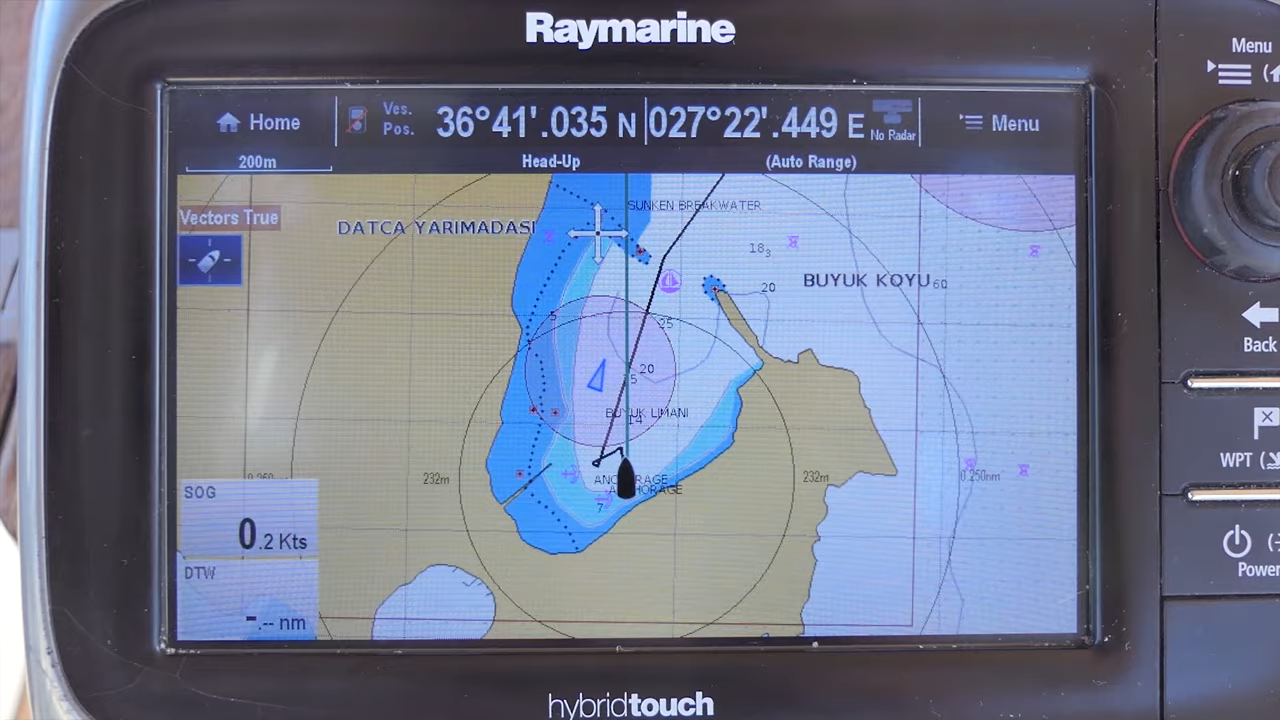 Raymarine
Menu
Home
Ves. Pos.
36°41'.035 N
027°22'.449 E
No Radar
Menu
200m
Head-Up
(Auto Range)
Vectors True
DATCA YARIMADASI
SUNKEN BREAKWATER
18₃
BUYUK KOYU
60
20
5
25
20
15
BUYUK LIMANI
14
Back
WPT
232m
ANCHORAGE
ANCHORAGE
232m
0.250nm
7
SOG
0.2 Kts
DTW
-.-- nm
Power
hybridtouch